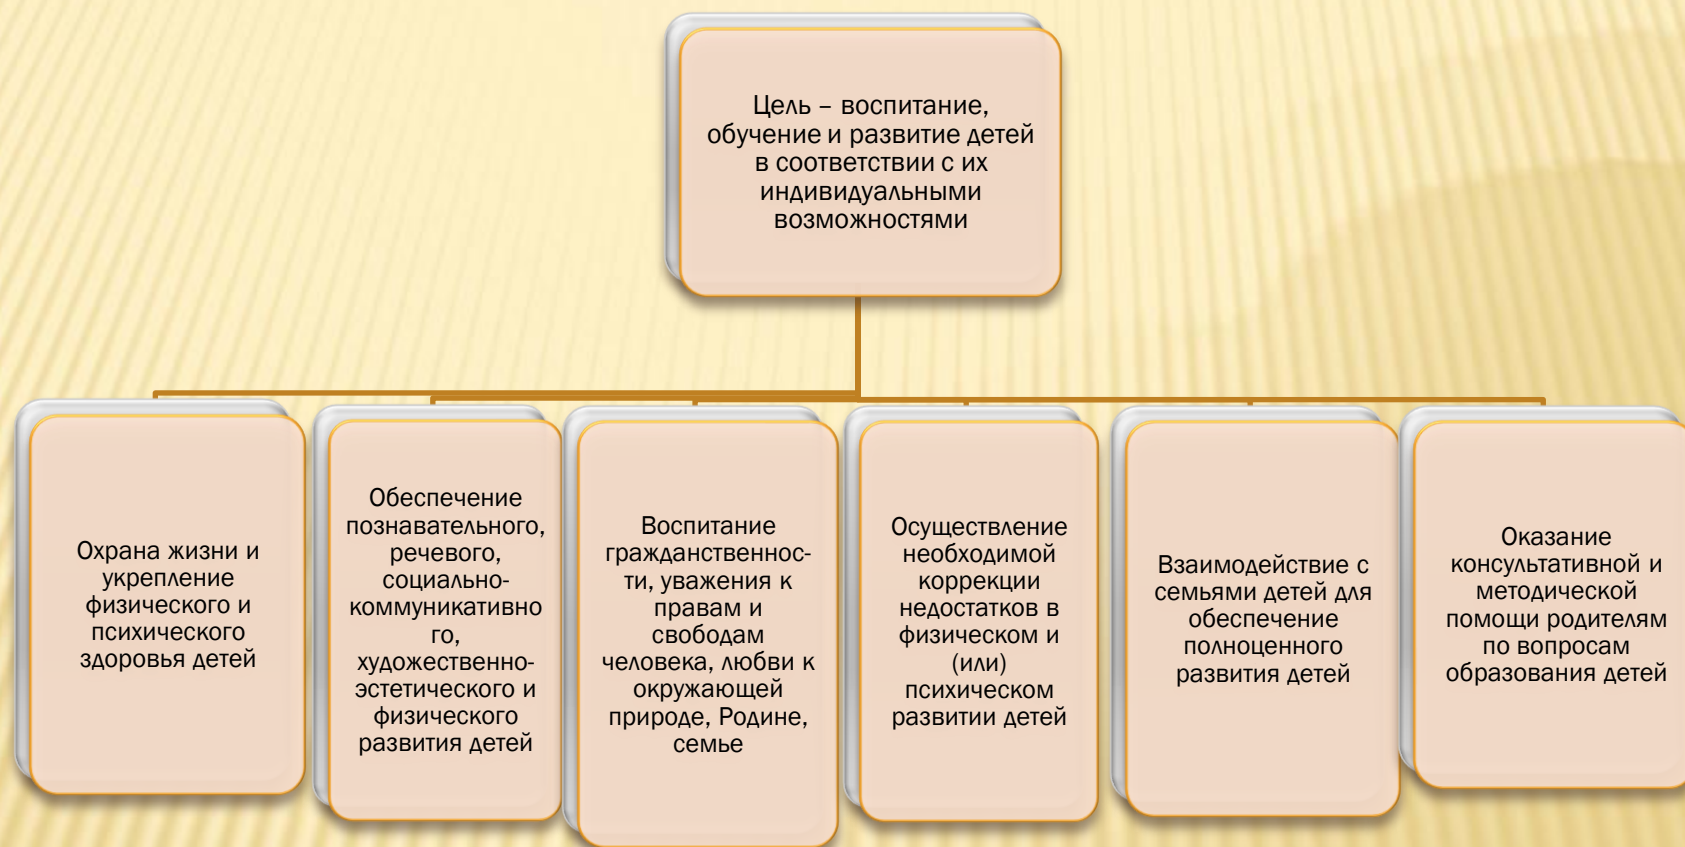 Цель – воспитание,
обучение и развитие детей
в соответствии с их
индивидуальными
возможностями
Охрана жизни и
укрепление
физического и
психического
здоровья детей
Обеспечение
познавательного,
речевого,
социально-
коммуникативно
го,
художественно-
эстетического и
физического
развития детей
Воспитание
гражданственнос-
ти, уважения к
правам и
свободам
человека, любви к
окружающей
природе, Родине,
семье
Осуществление
необходимой
коррекции
недостатков в
физическом и
(или)
психическом
развитии детей
Взаимодействие с
семьями детей для
обеспечение
полноценного
развития детей
Оказание
консультативной и
методической
помощи родителям
по вопросам
образования детей